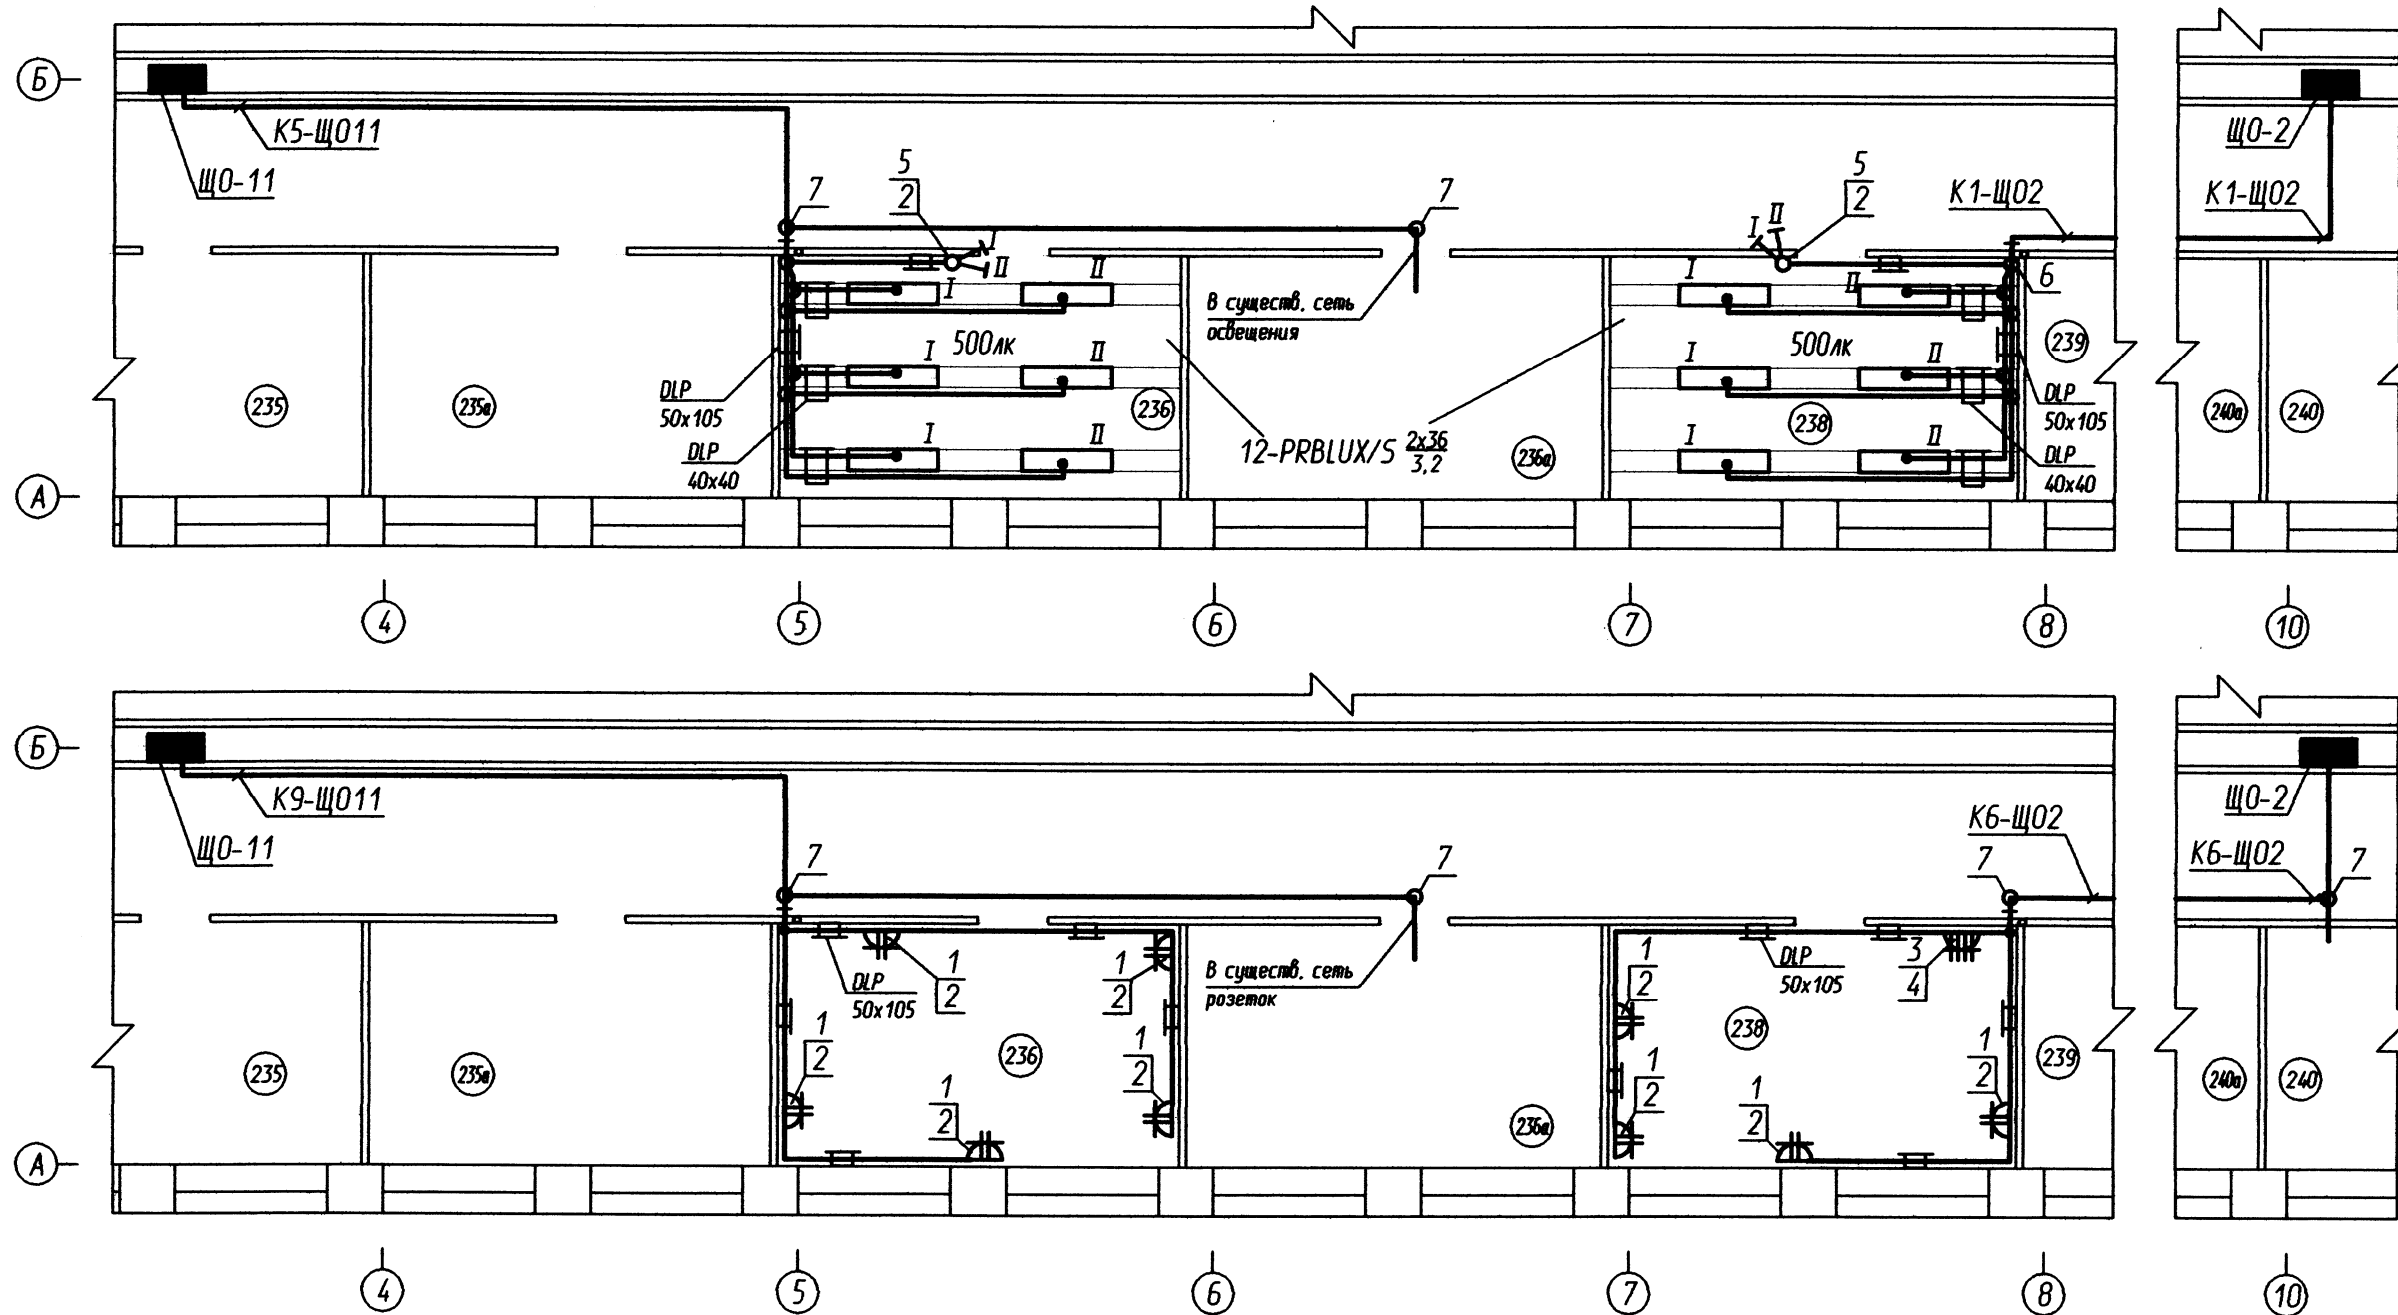 Б
К5-ЩО11
ЩО-11
7
5
2
I
II
7
5
2
I
II
К1-ЩО2
ЩО-2
К1-ЩО2
6
I
II
В существ. сеть
освещения
I
II
500лк
I
II
I
II
500лк
I
II
239
235
235а
DLP
50х105
DLP
40х40
236
I
II
12-PRBLUX/S 2х36
3,2
236а
I
II
238
DLP
50х105
DLP
40х40
240а
240
А
4
5
6
7
8
10
Б
К9-ЩО11
ЩО-11
7
7
К6-ЩО2
7
ЩО-2
К6-ЩО2
7
DLP
50х105
1
2
1
2
В существ. сеть
розеток
1
2
DLP
50х105
3
4
235
235а
1
2
236
1
2
1
2
236а
1
2
238
1
2
1
2
239
240а
240
А
4
5
6
7
8
10